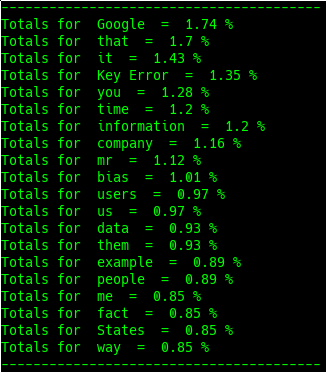 ----------------------------------------
Totals for  Google  =  1.74 %
Totals for  that  =  1.7 %
Totals for  it  =  1.43 %
Totals for  Key Error  =  1.35 %
Totals for  you  =  1.28 %
Totals for  time  =  1.2 %
Totals for  information  =  1.2 %
Totals for  company  =  1.16 %
Totals for  mr  =  1.12 %
Totals for  bias  =  1.01 %
Totals for  users  =  0.97 %
Totals for  us  =  0.97 %
Totals for  data  =  0.93 %
Totals for  them  =  0.93 %
Totals for  example  =  0.89 %
Totals for  people  =  0.89 %
Totals for  me  =  0.85 %
Totals for  fact  =  0.85 %
Totals for  States  =  0.85 %
Totals for  way  =  0.85 %
----------------------------------------